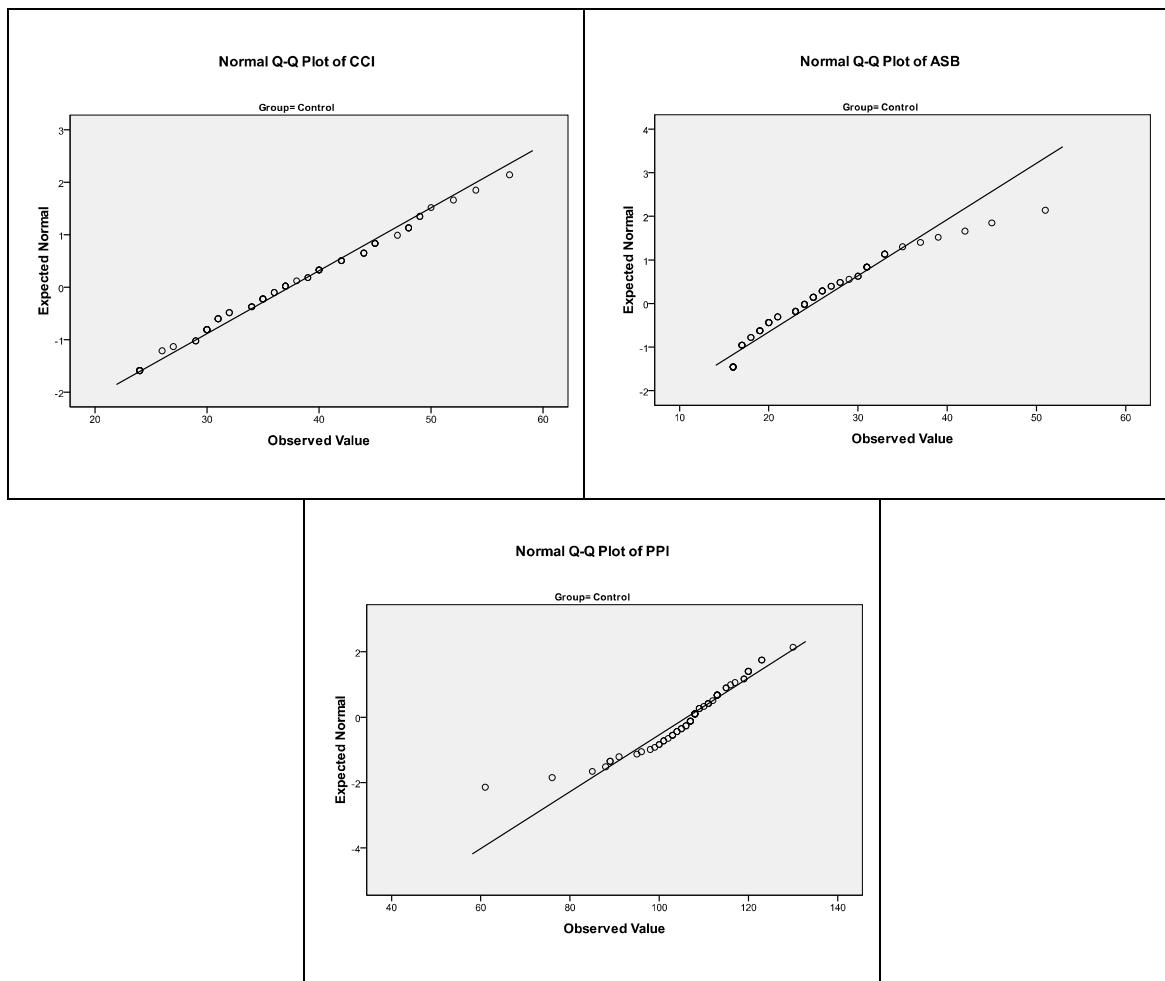 Normal Q-Q Plot of CCI
Group= Control
3
2
1
0
-1
-2
Expected Normal
20 30 40 50 60
Observed Value
Normal Q-Q Plot of ASB
Group= Control
4
3
2
1
0
-1
-2
Expected Normal
10 20 30 40 50 60
Observed Value
Normal Q-Q Plot of PPI
Group= Control
2
0
-2
-4
Expected Normal
40 60 80 100 120 140
Observed Value